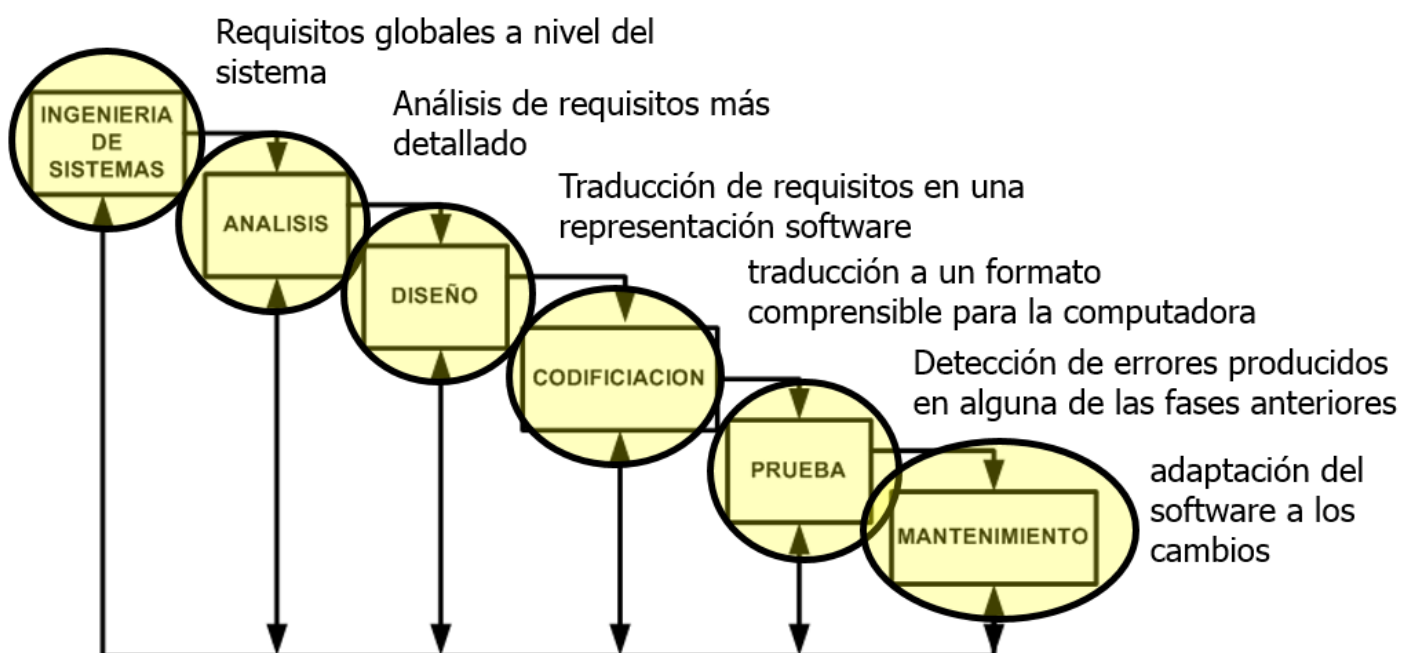 Requisitos globales a nivel del
sistema
INGENIERIA
DE
SISTEMAS
Análisis de requisitos más
detallado
ANALISIS
Traducción de requisitos en una
representación software
DISEÑO
traducción a un formato
comprensible para la computadora
CODIFICIACION
Detección de errores producidos
en alguna de las fases anteriores
PRUEBA
adaptación del
software a los
cambios
MANTENIMIENTO